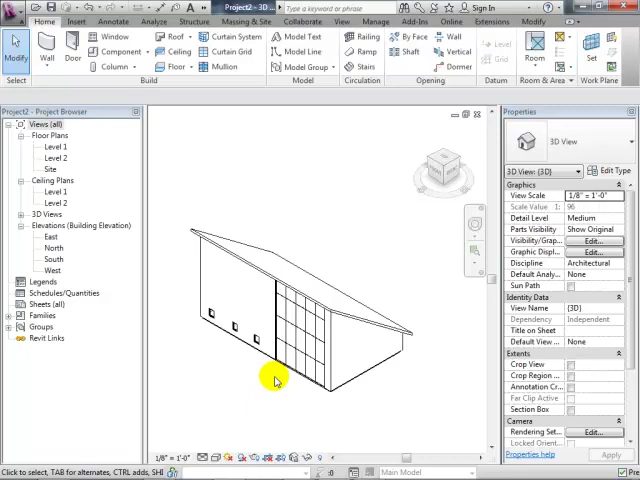 Project2 - 3D ...
Type a keyword or phrase
Sign In
Home Insert Annotate Analyze Structure Massing & Site Collaborate View Manage Add-Ins Online Extensions Modify
Modify
Wall
Door
Window
Component
Column
Roof
Ceiling
Floor
Curtain System
Curtain Grid
Mullion
Model Text
Model Line
Model Group
Railing
Ramp
Stairs
By Face
Shaft
Wall
Vertical
Dormer
Level
Grid
Room
Set
Select
Build
Model
Circulation
Opening
Datum
Room & Area
Work Plane
Project2 - Project Browser
Views (all)
Floor Plans
Level 1
Level 2
Site
Ceiling Plans
Level 1
Level 2
3D Views
Elevations (Building Elevation)
East
North
South
West
Legends
Schedules/Quantities
Sheets (all)
Families
Groups
Revit Links
Properties
3D View
3D View: {3D}
Edit Type
Graphics
View Scale 1/8" = 1'-0"
Scale Value 1: 96
Detail Level Medium
Parts Visibility Show Original
Visibility/Grap... Edit...
Graphic Displ... Edit...
Discipline Architectural
Default Analy... None
Sun Path
Identity Data
View Name {3D}
Dependency Independent
Title on Sheet
Default View ... None
Extents
Crop View
Crop Region ...
Annotation Cr...
Far Clip Active
Section Box
Camera
Rendering Set... Edit...
Locked Orient...
Properties help
Apply
1/8" = 1'-0"
Click to select, TAB for alternates, CTRL adds, SHI
:0
Main Model
Pre